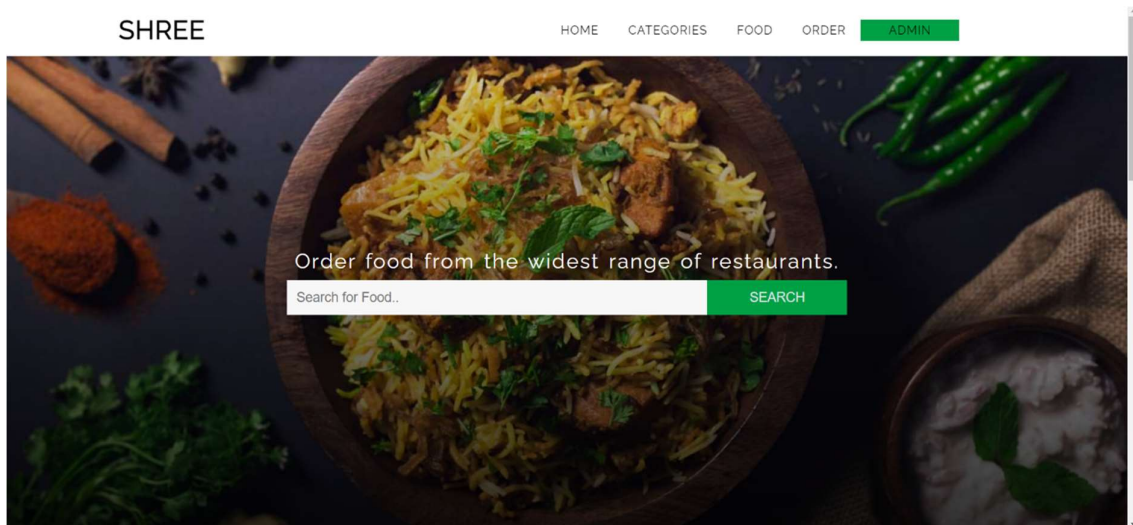 SHREE
HOME CATEGORIES FOOD ORDER ADMIN
Order food from the widest range of restaurants.
Search for Food.. SEARCH